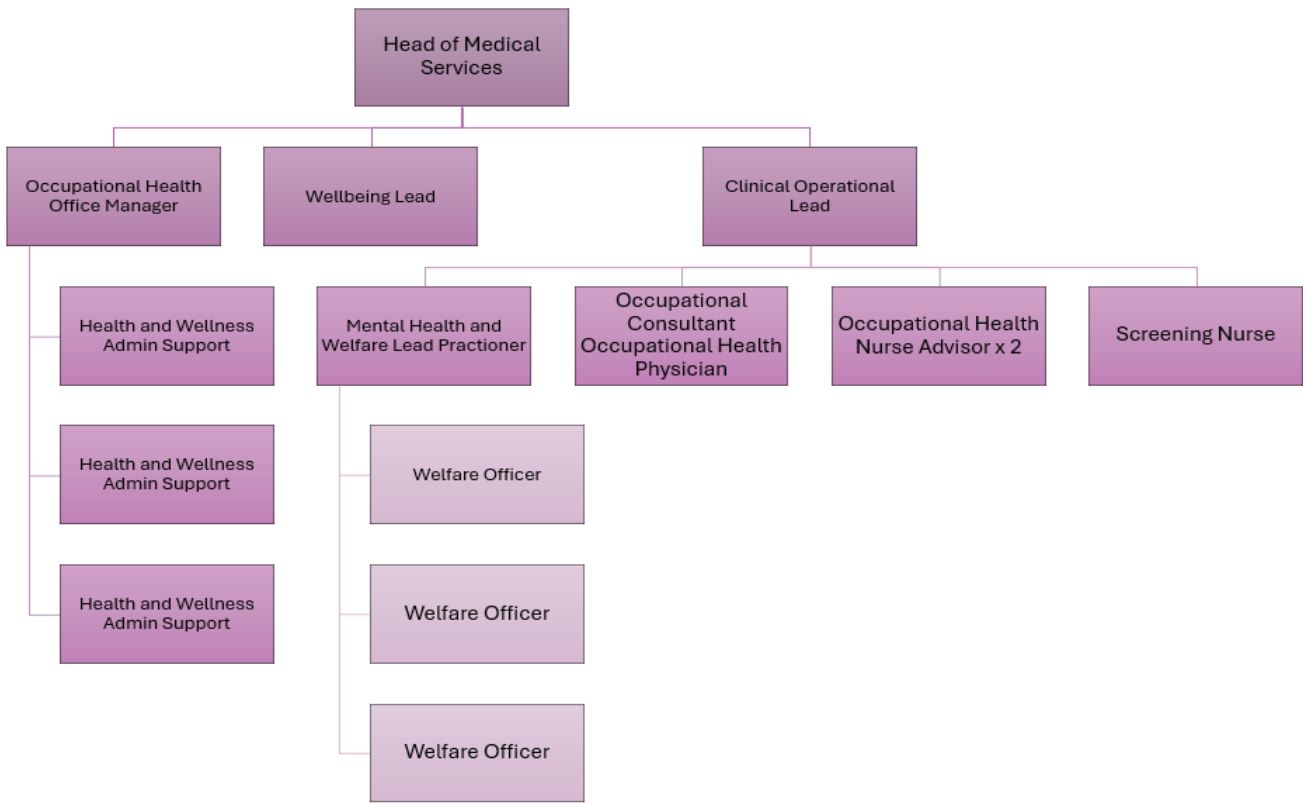 Head of Medical
Services
Occupational Health
Office Manager
Wellbeing Lead
Clinical Operational
Lead
Health and Wellness
Admin Support
Mental Health and
Welfare Lead Practioner
Occupational
Consultant
Occupational Health
Physician
Occupational Health
Nurse Advisor x 2
Screening Nurse
Health and Wellness
Admin Support
Welfare Officer
Health and Wellness
Admin Support
Welfare Officer
Welfare Officer